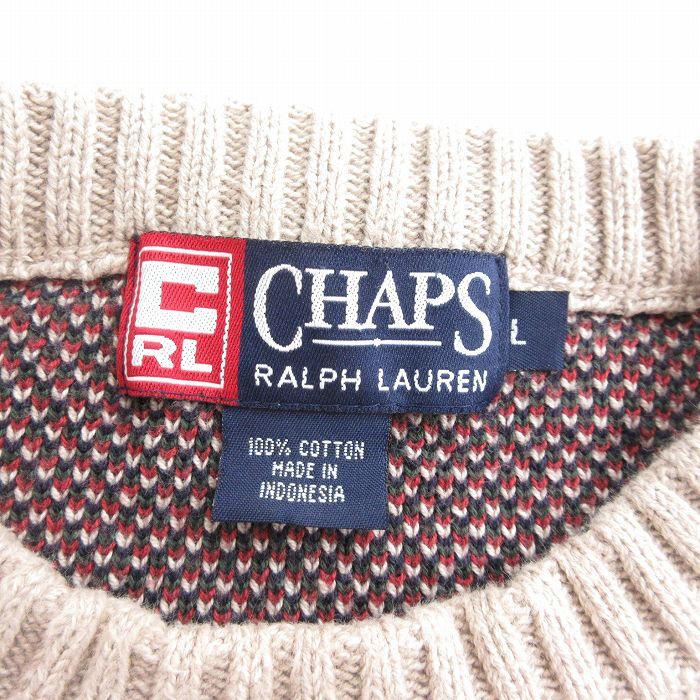 C
RL
CHAPS
RALPH LAUREN
L
100% COTTON
MADE IN
INDONESIA